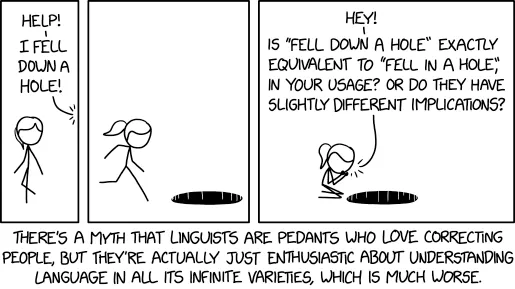 HELP!
I FELL
DOWN A
HOLE!
HEY!
IS "FELL DOWN A HOLE" EXACTLY
EQUIVALENT TO "FELL IN A HOLE",
IN YOUR USAGE? OR DO THEY HAVE
SLIGHTLY DIFFERENT IMPLICATIONS?
THERE'S A MYTH THAT LINGUISTS ARE PEDANTS WHO LOVE CORRECTING
PEOPLE, BUT THEY'RE ACTUALLY JUST ENTHUSIASTIC ABOUT UNDERSTANDING
LANGUAGE IN ALL ITS INFINITE VARIETIES, WHICH IS MUCH WORSE.